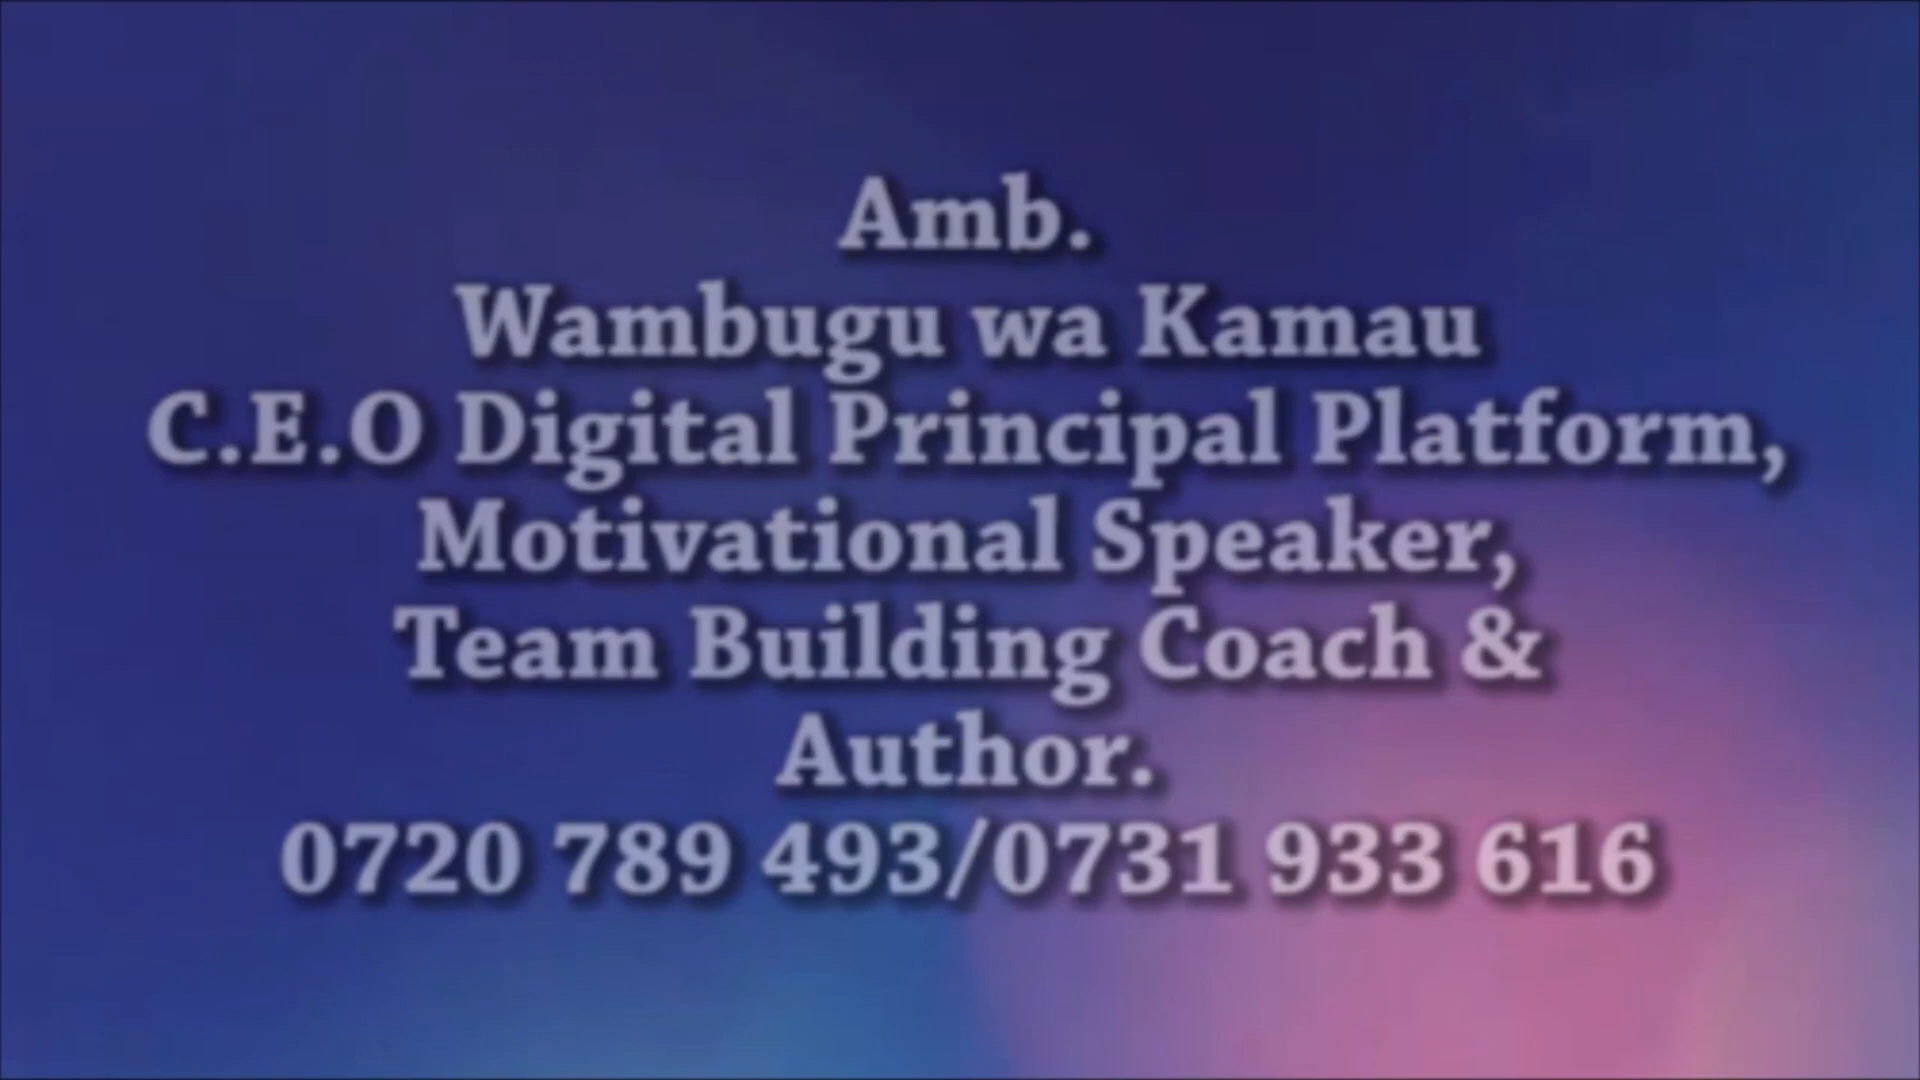 Amb.
Wambugu wa Kamau
C.E.O Digital Principal Platform,
Motivational Speaker,
Team Building Coach &
Author.
0720 789 493/0731 933 616